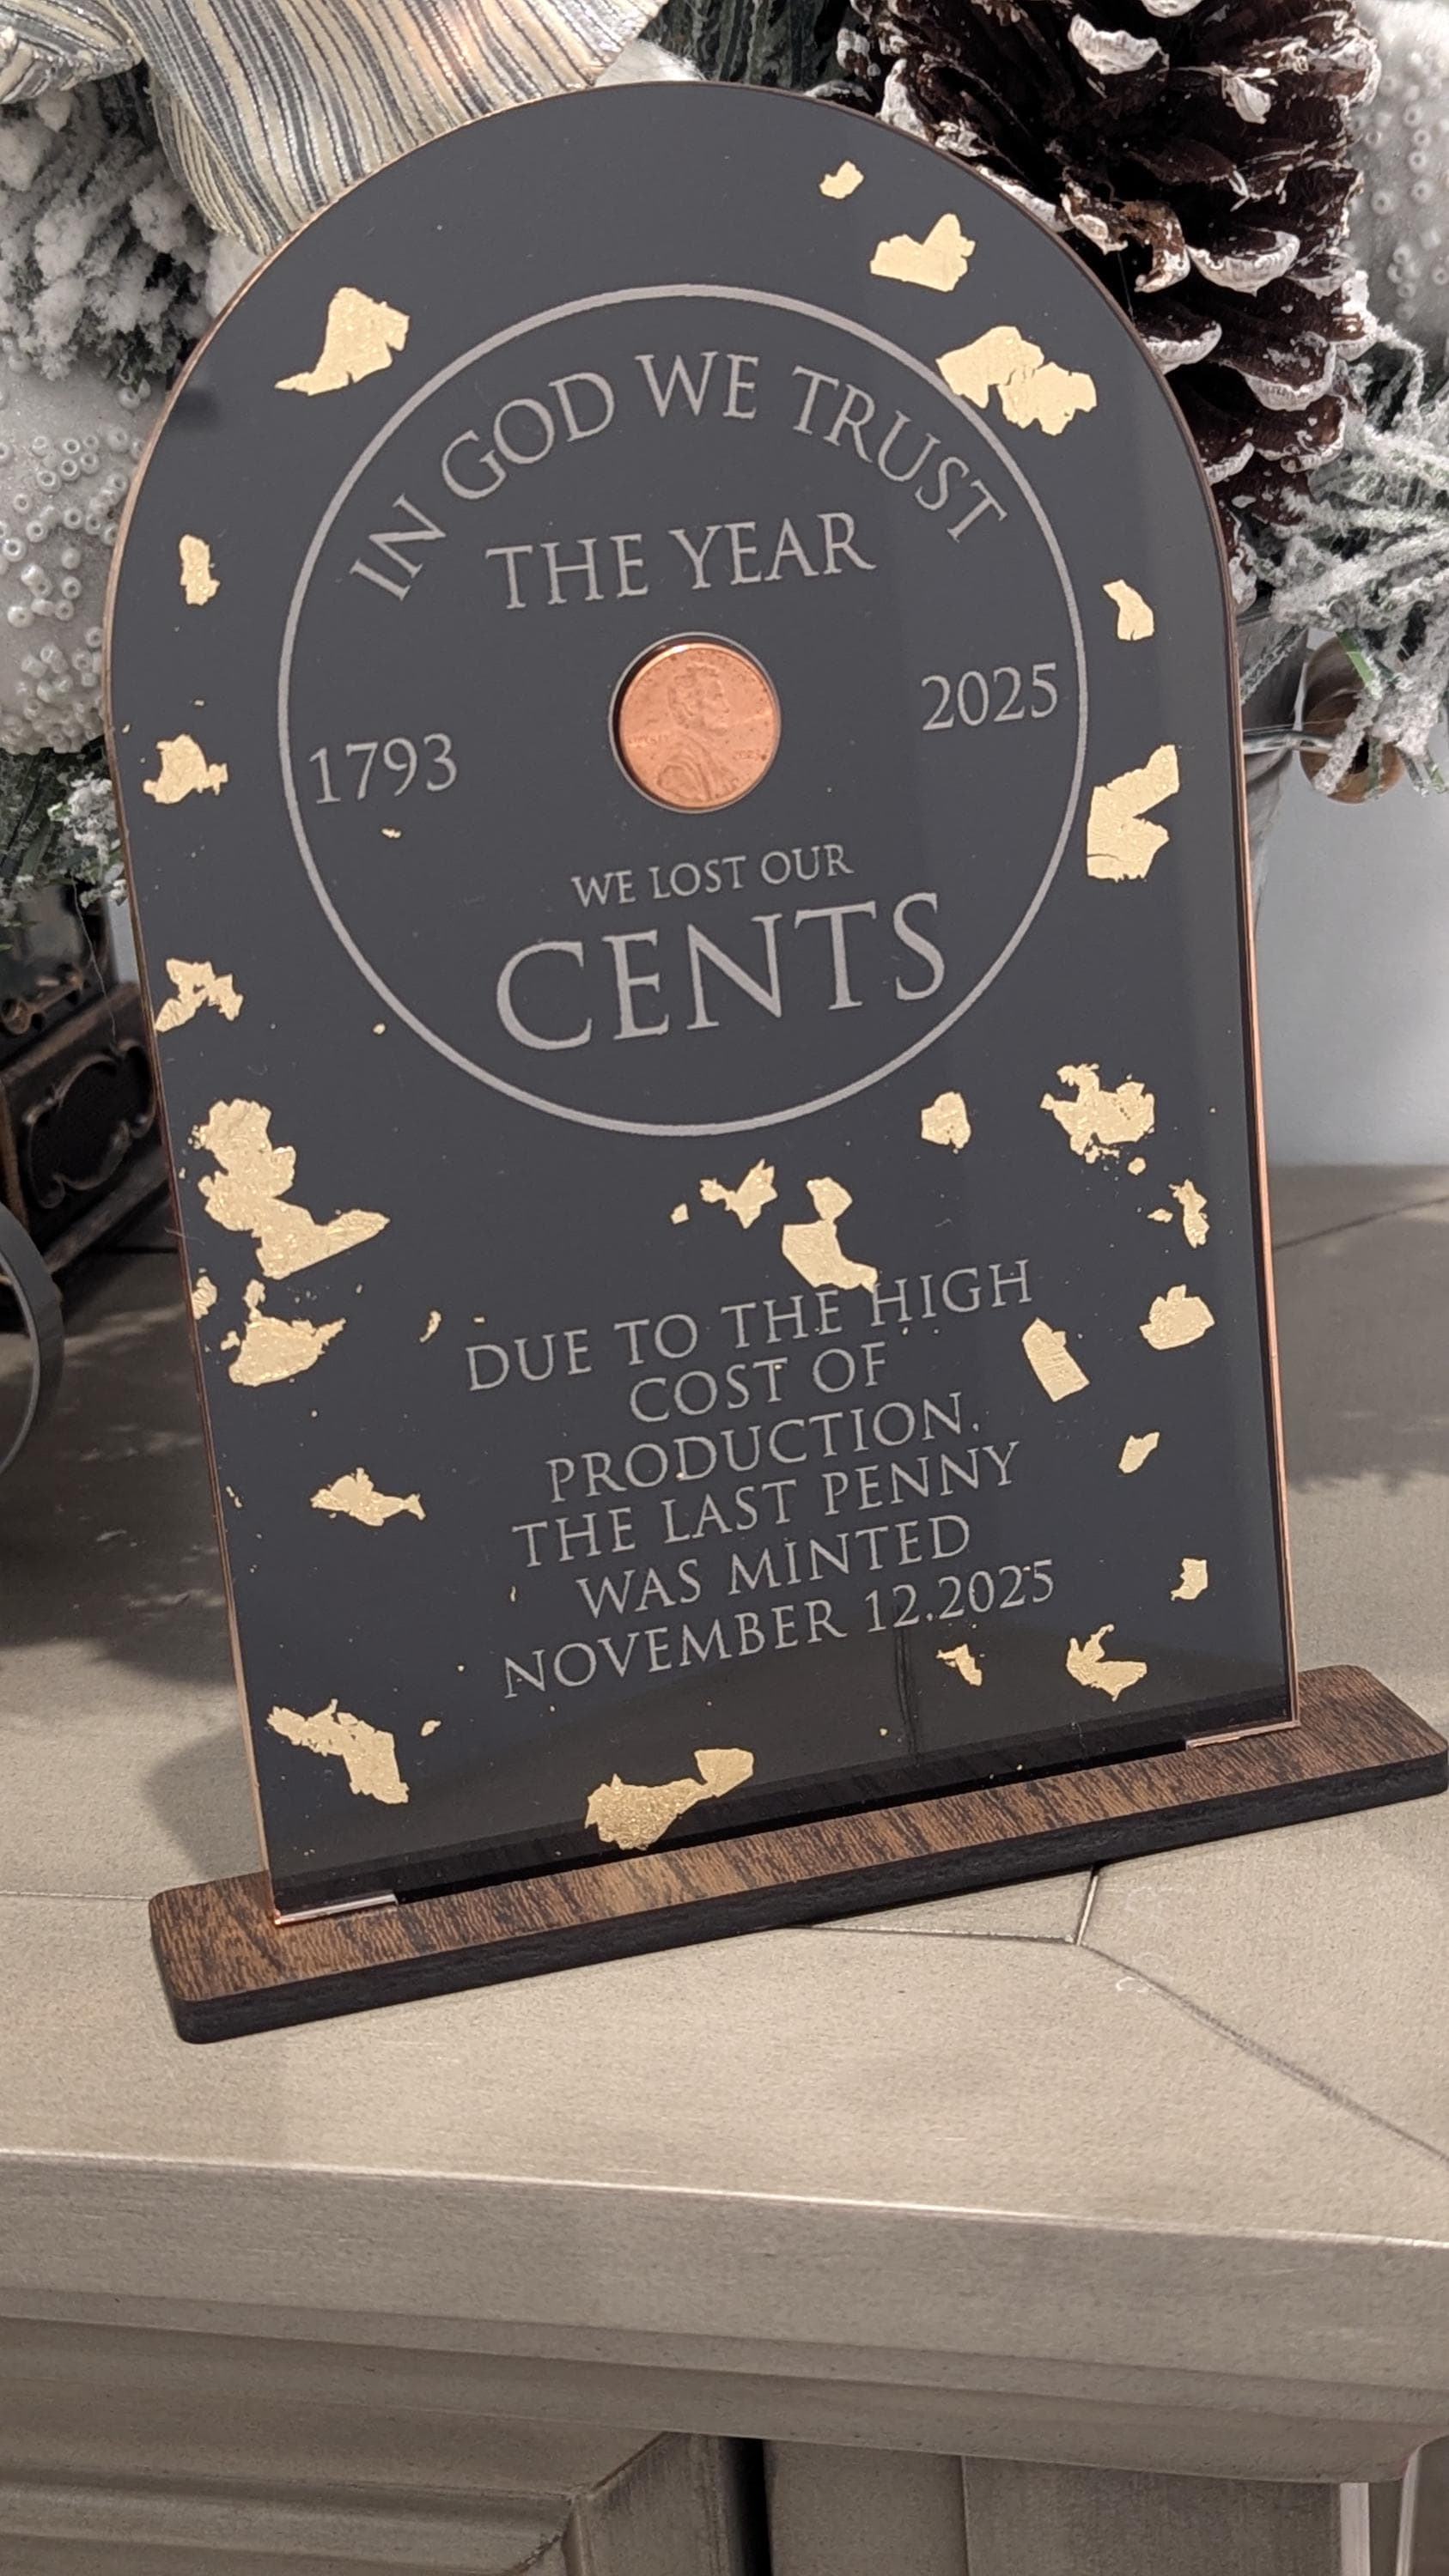 IN GOD WE TRUST
THE YEAR
1793
2025
WE LOST OUR
CENTS
DUE TO THE HIGH
COST OF
PRODUCTION,
THE LAST PENNY
WAS MINTED
NOVEMBER 12.2025